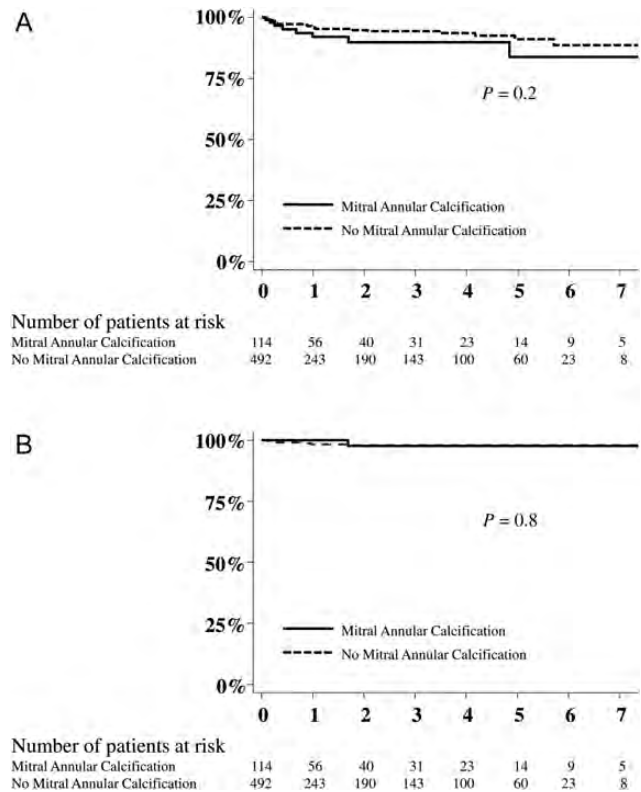 A
100%
75%
P = 0.2
50%
25%
Mitral Annular Calcification
No Mitral Annular Calcification
0%
0 1 2 3 4 5 6 7
Number of patients at risk
Mitral Annular Calcification 114 56 40 31 23 14 9 5
No Mitral Annular Calcification 492 243 190 143 100 60 23 8
B
100%
75%
P = 0.8
50%
25%
Mitral Annular Calcification
No Mitral Annular Calcification
0%
0 1 2 3 4 5 6 7
Number of patients at risk
Mitral Annular Calcification 114 56 40 31 23 14 9 5
No Mitral Annular Calcification 492 243 190 143 100 60 23 8